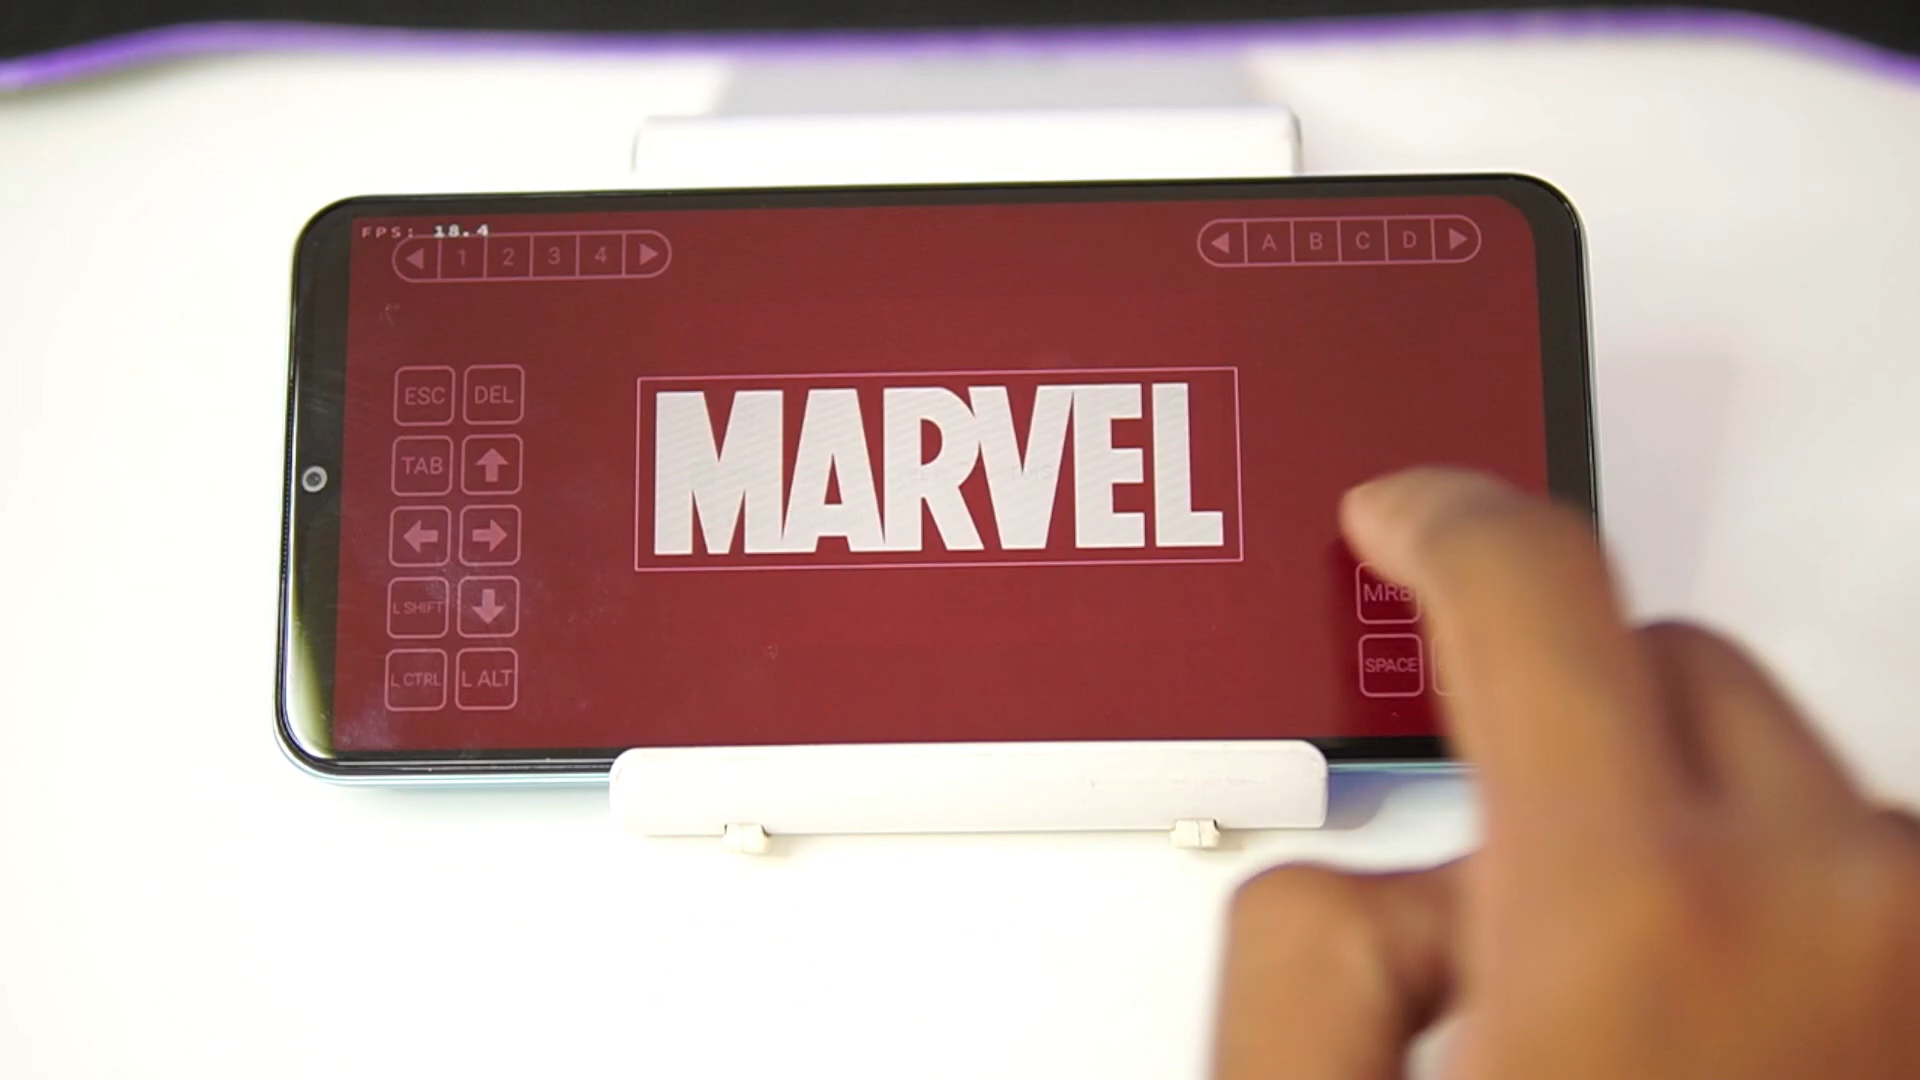 FPS: 18.4
1 2 3 4
A B C D
ESC DEL
TAB
MARVEL
L SHIFT
MRB
L CTRL L ALT
SPACE